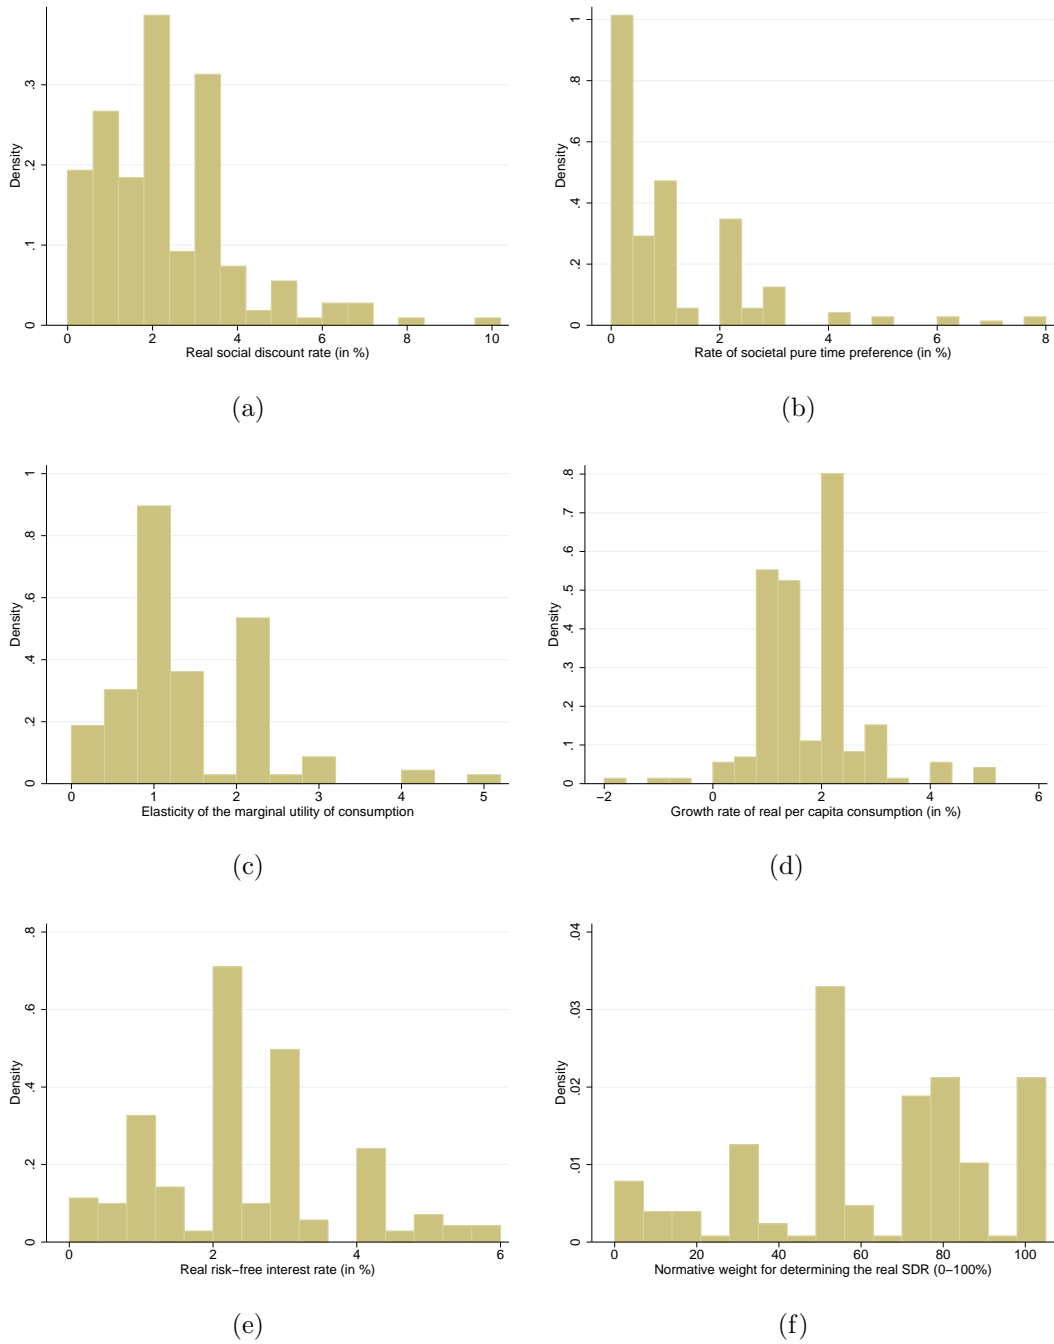 Density
0 .1 .2 .3
0 2 4 6 8 10
Real social discount rate (in %)
(a)
Density
0 .2 .4 .6 .8 1
0 2 4 6 8
Rate of societal pure time preference (in %)
(b)
Density
0 .2 .4 .6 .8 1
0 1 2 3 4 5
Elasticity of the marginal utility of consumption
(c)
Density
0 .1 .2 .3 .4 .5 .6 .7 .8
−2 0 2 4 6
Growth rate of real per capita consumption (in %)
(d)
Density
0 .2 .4 .6 .8
0 2 4 6
Real risk−free interest rate (in %)
(e)
Density
0 .01 .02 .03 .04
0 20 40 60 80 100
Normative weight for determining the real SDR (0−100%)
(f)